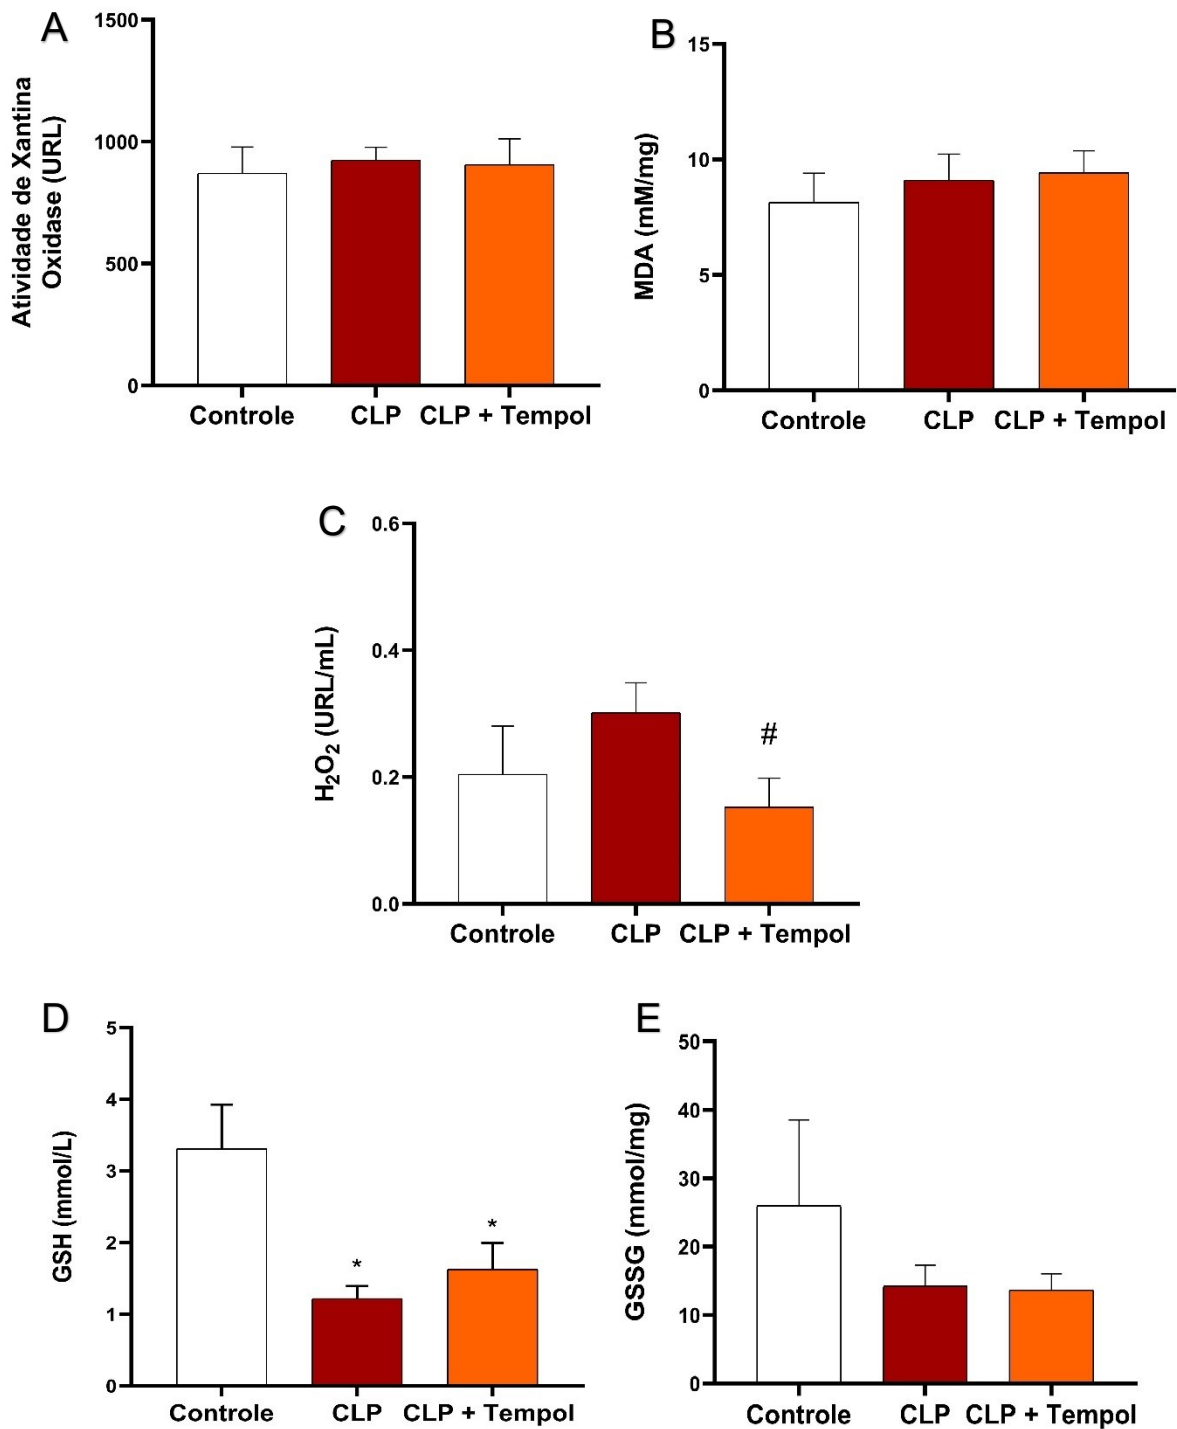 A
1500
1000
500
0
Atividade de Xantina
Oxidase (URL)
Controle CLP CLP + Tempol
B
15
10
5
0
MDA (mM/mg)
Controle CLP CLP + Tempol
C
0.6
0.4
0.2
0.0
H₂O₂ (URL/mL)
#
Controle CLP CLP + Tempol
D
5
4
3
2
1
0
GSH (mmol/L)
*
*
Controle CLP CLP + Tempol
E
50
40
30
20
10
0
GSSG (mmol/mg)
Controle CLP CLP + Tempol